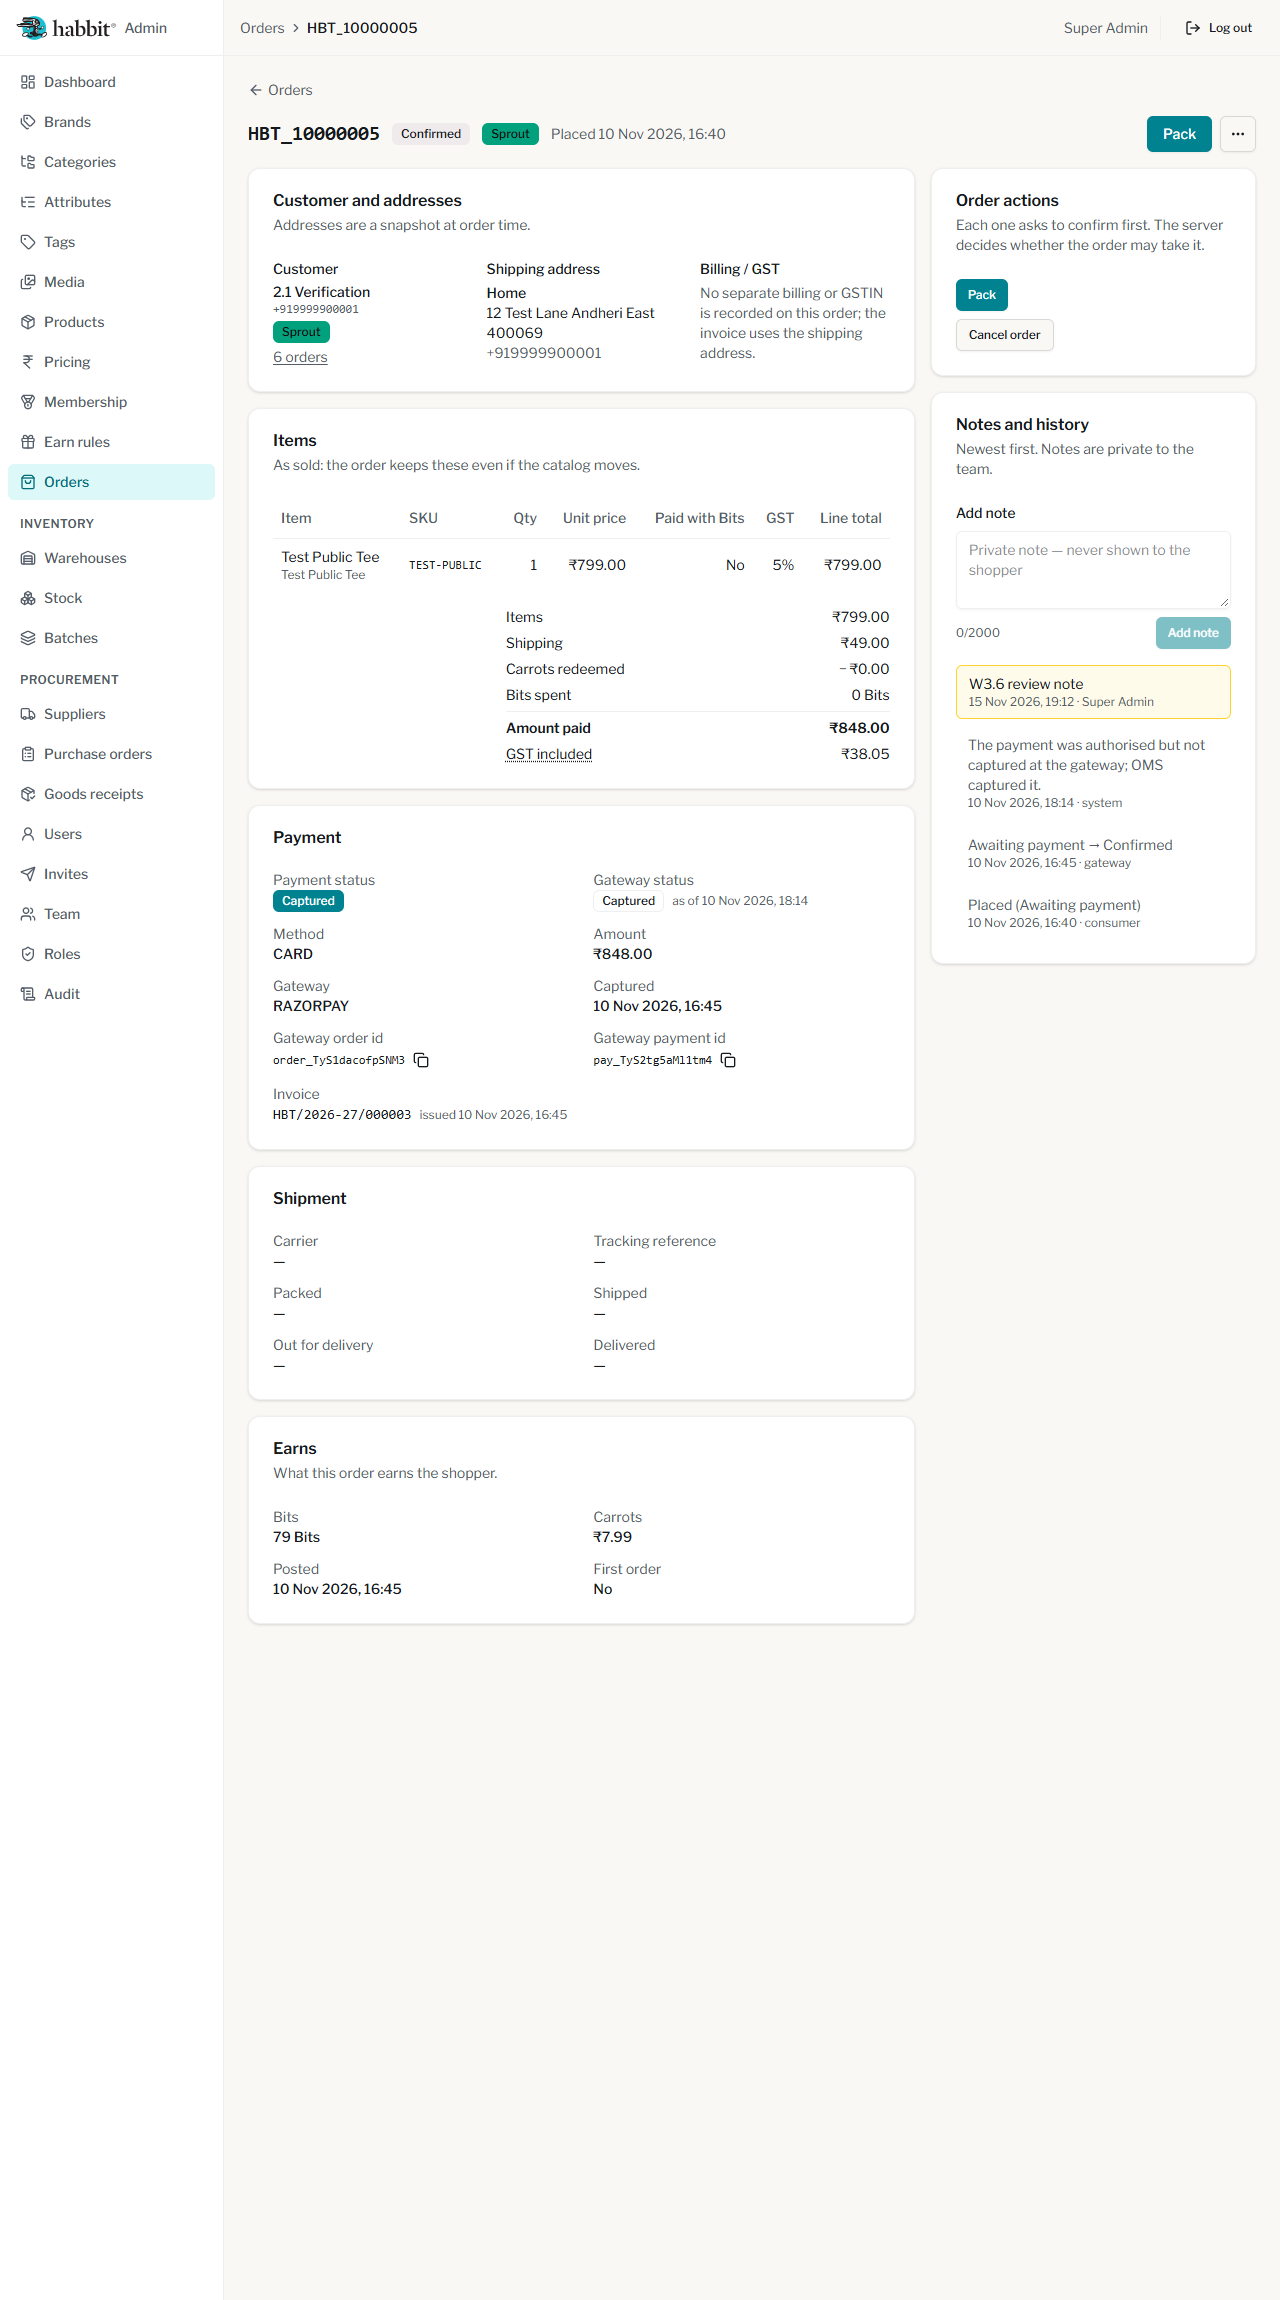 habbit® Admin
Orders > HBT_10000005
Super Admin
Log out
Dashboard
Brands
Categories
Attributes
Tags
Media
Products
Pricing
Membership
Earn rules
Orders
INVENTORY
Warehouses
Stock
Batches
PROCUREMENT
Suppliers
Purchase orders
Goods receipts
Users
Invites
Team
Roles
Audit
← Orders
HBT_10000005 Confirmed Sprout Placed 10 Nov 2026, 16:40
Pack
Customer and addresses
Addresses are a snapshot at order time.
Customer
2.1 Verification
+919999900001
Sprout
6 orders
Shipping address
Home
12 Test Lane Andheri East
400069
+919999900001
Billing / GST
No separate billing or GSTIN
is recorded on this order; the
invoice uses the shipping
address.
Items
As sold: the order keeps these even if the catalog moves.
Item SKU Qty Unit price Paid with Bits GST Line total
Test Public Tee TEST-PUBLIC 1 ₹799.00 No 5% ₹799.00
Test Public Tee
Items ₹799.00
Shipping ₹49.00
Carrots redeemed − ₹0.00
Bits spent 0 Bits
Amount paid ₹848.00
GST included ₹38.05
Payment
Payment status
Captured
Gateway status
Captured as of 10 Nov 2026, 18:14
Method
CARD
Amount
₹848.00
Gateway
RAZORPAY
Captured
10 Nov 2026, 16:45
Gateway order id
order_TyS1dacofpSNM3
Gateway payment id
pay_TyS2tg5aMl1tm4
Invoice
HBT/2026-27/000003 issued 10 Nov 2026, 16:45
Shipment
Carrier
—
Tracking reference
—
Packed
—
Shipped
—
Out for delivery
—
Delivered
—
Earns
What this order earns the shopper.
Bits
79 Bits
Carrots
₹7.99
Posted
10 Nov 2026, 16:45
First order
No
Order actions
Each one asks to confirm first. The server
decides whether the order may take it.
Pack
Cancel order
Notes and history
Newest first. Notes are private to the
team.
Add note
Private note — never shown to the
shopper
0/2000
Add note
W3.6 review note
15 Nov 2026, 19:12 · Super Admin
The payment was authorised but not
captured at the gateway; OMS
captured it.
10 Nov 2026, 18:14 · system
Awaiting payment → Confirmed
10 Nov 2026, 16:45 · gateway
Placed (Awaiting payment)
10 Nov 2026, 16:40 · consumer